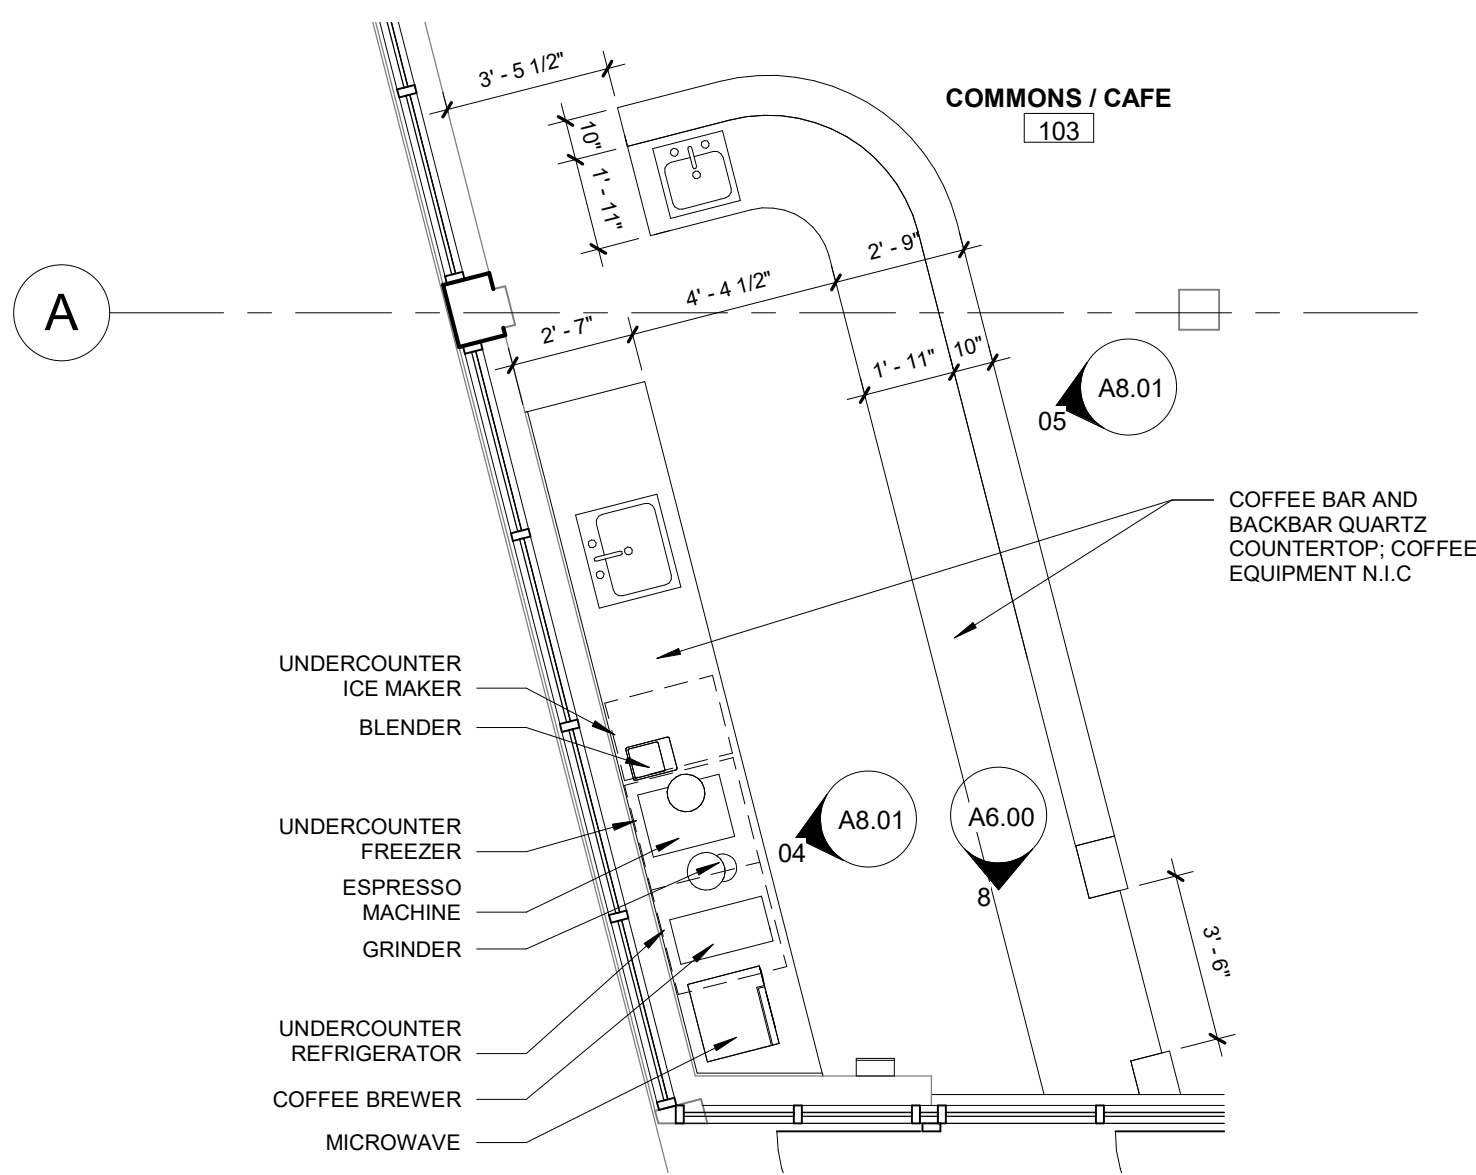 3' - 5 1/2"
COMMONS / CAFE
103
10"
1' - 11"
2' - 9"
4' - 4 1/2"
2' - 7"
A
1' - 11"
10"
A8.01
05
COFFEE BAR AND
BACKBAR QUARTZ
COUNTERTOP; COFFEE
EQUIPMENT N.I.C
UNDERCOUNTER
ICE MAKER
BLENDER
UNDERCOUNTER
FREEZER
ESPRESSO
MACHINE
GRINDER
UNDERCOUNTER
REFRIGERATOR
COFFEE BREWER
MICROWAVE
A8.01
04
A6.00
8
3' - 6"